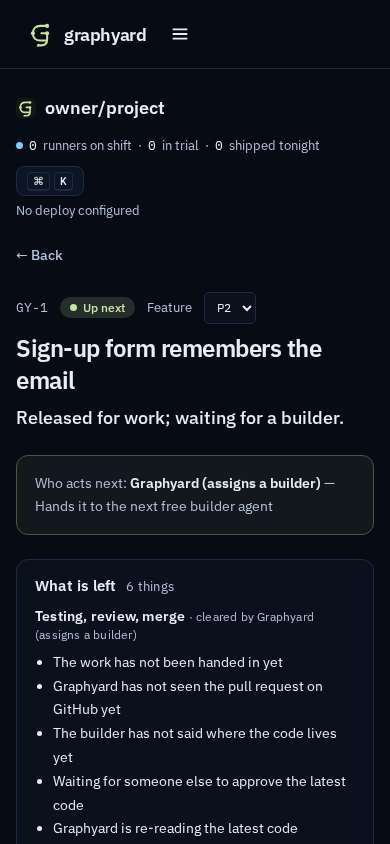 graphyard
owner/project
0 runners on shift · 0 in trial · 0 shipped tonight
⌘ K
No deploy configured
← Back
GY-1 Up next Feature P2
Sign-up form remembers the
email
Released for work; waiting for a builder.
Who acts next: Graphyard (assigns a builder) —
Hands it to the next free builder agent
What is left 6 things
Testing, review, merge · cleared by Graphyard
(assigns a builder)
• The work has not been handed in yet
• Graphyard has not seen the pull request on
GitHub yet
• The builder has not said where the code lives
yet
• Waiting for someone else to approve the latest
code
• Graphyard is re-reading the latest code